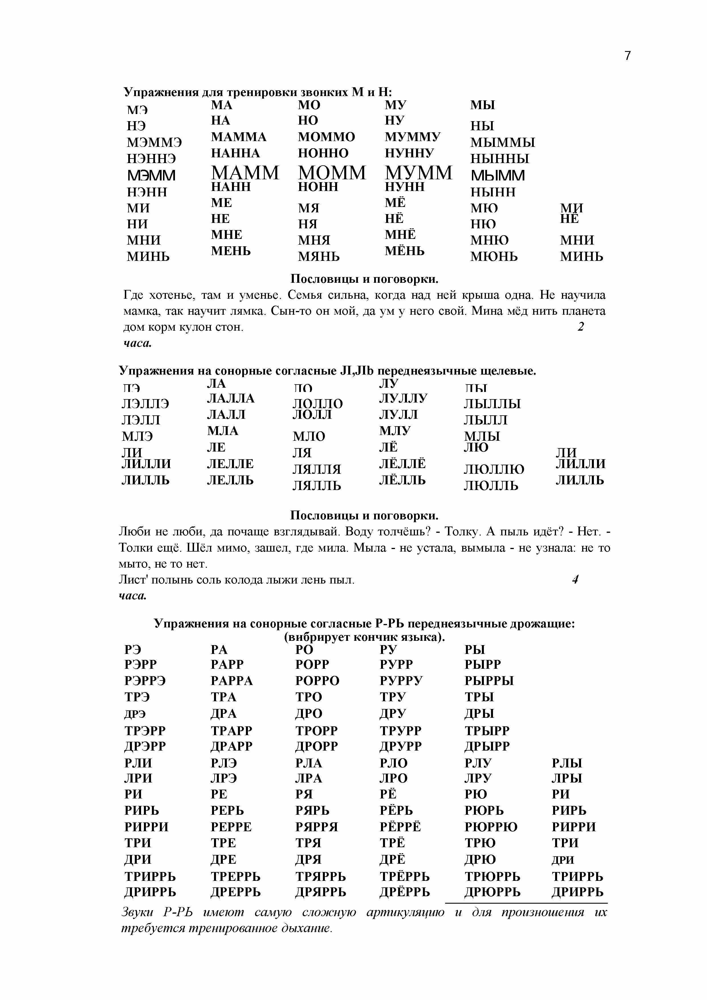 7
Упражнения для тренировки звонких М и Н:
МЭ МА МО МУ МЫ
НЭ НА НО НУ НЫ
МЭММЭ МАММА МОММО МУММУ МЫММЫ
НЭННЭ НАННА НОННО НУННУ НЫННЫ
МЭММ МАММ МОММ МУММ МЫММ
НЭНН НАНН НОНН НУНН НЫНН
МИ МЕ МЯ МЁ МЮ МИ
НИ НЕ НЯ НЁ НЮ НЁ
МНИ МНЕ МНЯ МНЁ МНЮ МНИ
МИНЬ МЕНЬ МЯНЬ МЁНЬ МЮНЬ МИНЬ
Пословицы и поговорки.
Где хотенье, там и уменье. Семья сильна, когда над ней крыша одна. Не научила
мамка, так научит лямка. Сын-то он мой, да ум у него свой. Мина мёд нить планета
дом корм кулон стон. 2
часа.
Упражнения на сонорные согласные JI,JIb переднеязычные щелевые.
ЛЭ ЛА ЛО ЛУ ЛЫ
ЛЭЛЛЭ ЛАЛЛА ЛОЛЛО ЛУЛЛУ ЛЫЛЛЫ
ЛЭЛЛ ЛАЛЛ ЛОЛЛ ЛУЛЛ ЛЫЛЛ
МЛЭ МЛА МЛО МЛУ МЛЫ
ЛИ ЛЕ ЛЯ ЛЁ ЛЮ ЛИ
ЛИЛЛИ ЛЕЛЛЕ ЛЯЛЛЯ ЛЁЛЛЁ ЛЮЛЛЮ ЛИЛЛИ
ЛИЛЛЬ ЛЕЛЛЬ ЛЯЛЛЬ ЛЁЛЛЬ ЛЮЛЛЬ ЛИЛЛЬ
Пословицы и поговорки.
Люби не люби, да почаще взглядывай. Воду толчёшь? - Толку. А пыль идёт? - Нет. -
Толки ещё. Шёл мимо, зашел, где мила. Мыла - не устала, вымыла - не узнала: не то
мыто, не то нет.
Лист' полынь соль колода лыжи лень пыл. 4
часа.
Упражнения на сонорные согласные Р-РЬ переднеязычные дрожащие:
(вибрирует кончик языка).
РЭ РА РО РУ РЫ
РЭРР РАРР РОРР РУРР РЫРР
РЭРРЭ РАРРА РОРРО РУРРУ РЫРРЫ
ТРЭ ТРА ТРО ТРУ ТРЫ
ДРЭ ДРА ДРО ДРУ ДРЫ
ТРЭРР ТРАРР ТРОРР ТРУРР ТРЫРР
ДРЭРР ДРАРР ДРОРР ДРУРР ДРЫРР
РЛИ РЛЭ РЛА РЛО РЛУ РЛЫ
ЛРИ ЛРЭ ЛРА ЛРО ЛРУ ЛРЫ
РИ РЕ РЯ РЁ РЮ РИ
РИРЬ РЕРЬ РЯРЬ РЁРЬ РЮРЬ РИРЬ
РИРРИ РЕРРЕ РЯРРЯ РЁРРЁ РЮРРЮ РИРРИ
ТРИ ТРЕ ТРЯ ТРЁ ТРЮ ТРИ
ДРИ ДРЕ ДРЯ ДРЁ ДРЮ ДРИ
ТРИРРЬ ТРЕРРЬ ТРЯРРЬ ТРЁРРЬ ТРЮРРЬ ТРИРРЬ
ДРИРРЬ ДРЕРРЬ ДРЯРРЬ ДРЁРРЬ ДРЮРРЬ ДРИРРЬ
Звуки Р-РЬ имеют самую сложную артикуляцию и для произношения их
требуется тренированное дыхание.